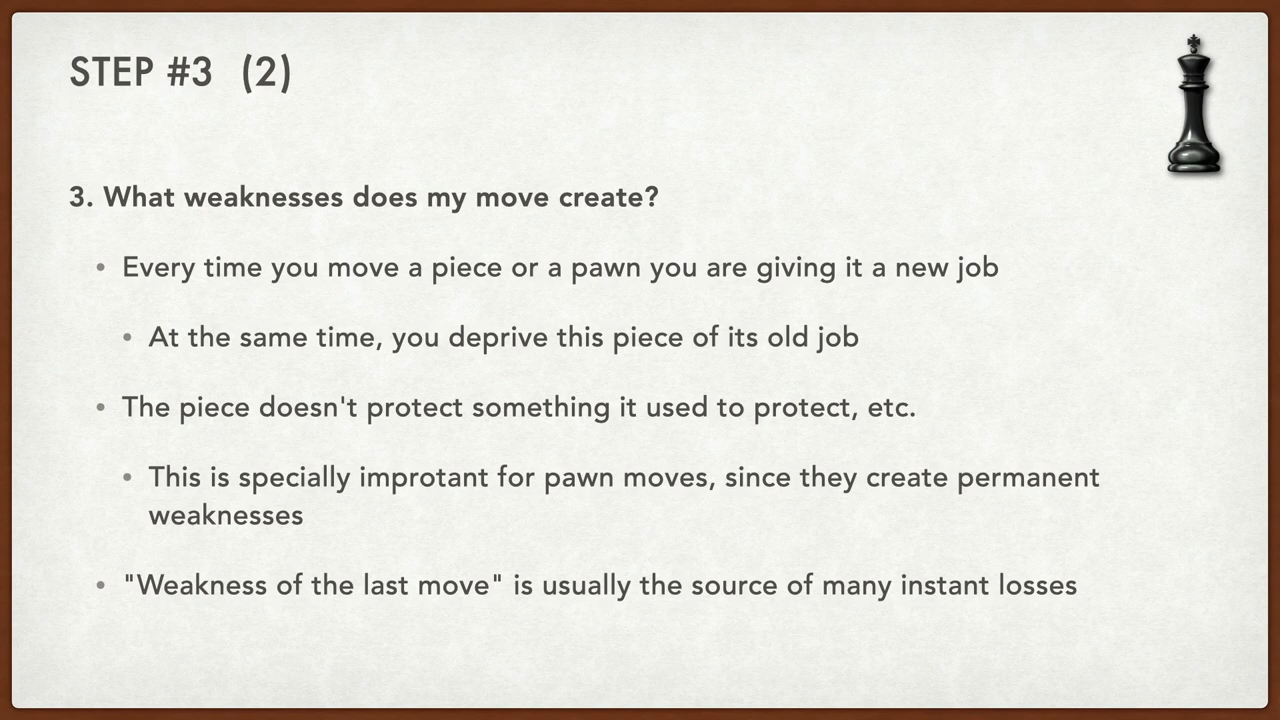 STEP #3 (2)
3. What weaknesses does my move create?
• Every time you move a piece or a pawn you are giving it a new job
• At the same time, you deprive this piece of its old job
• The piece doesn't protect something it used to protect, etc.
• This is specially improtant for pawn moves, since they create permanent
weaknesses
• "Weakness of the last move" is usually the source of many instant losses